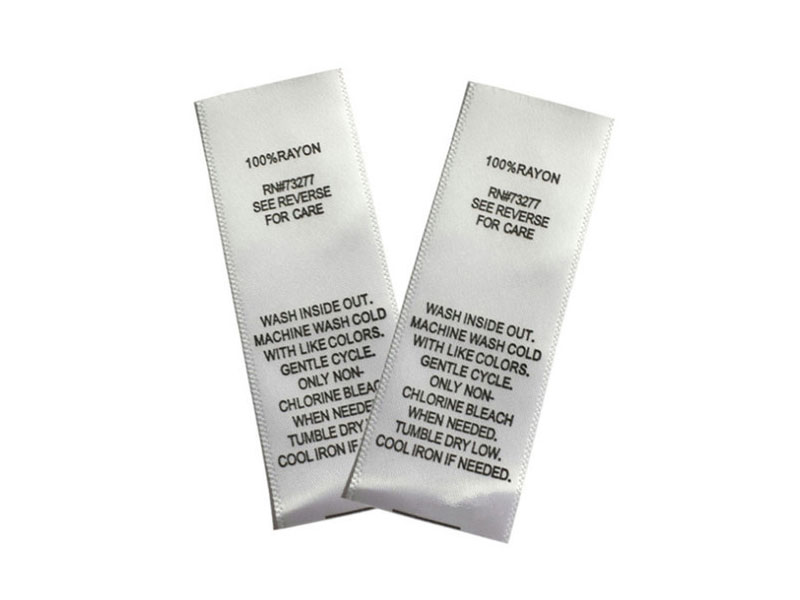 100%RAYON
RN#73277
SEE REVERSE
FOR CARE
WASH INSIDE OUT.
MACHINE WASH COLD
WITH LIKE COLORS.
GENTLE CYCLE.
ONLY NON-
CHLORINE BLEAC
WHEN NEEDE
TUMBLE DRY LOW
COOL IRON IF
100%RAYON
RN#73277
SEE REVERSE
FOR CARE
WASH INSIDE OUT.
MACHINE WASH COLD
WITH LIKE COLORS.
GENTLE CYCLE.
ONLY NON-
CHLORINE BLEACH
WHEN NEEDED.
TUMBLE DRY LOW.
COOL IRON IF NEEDED.